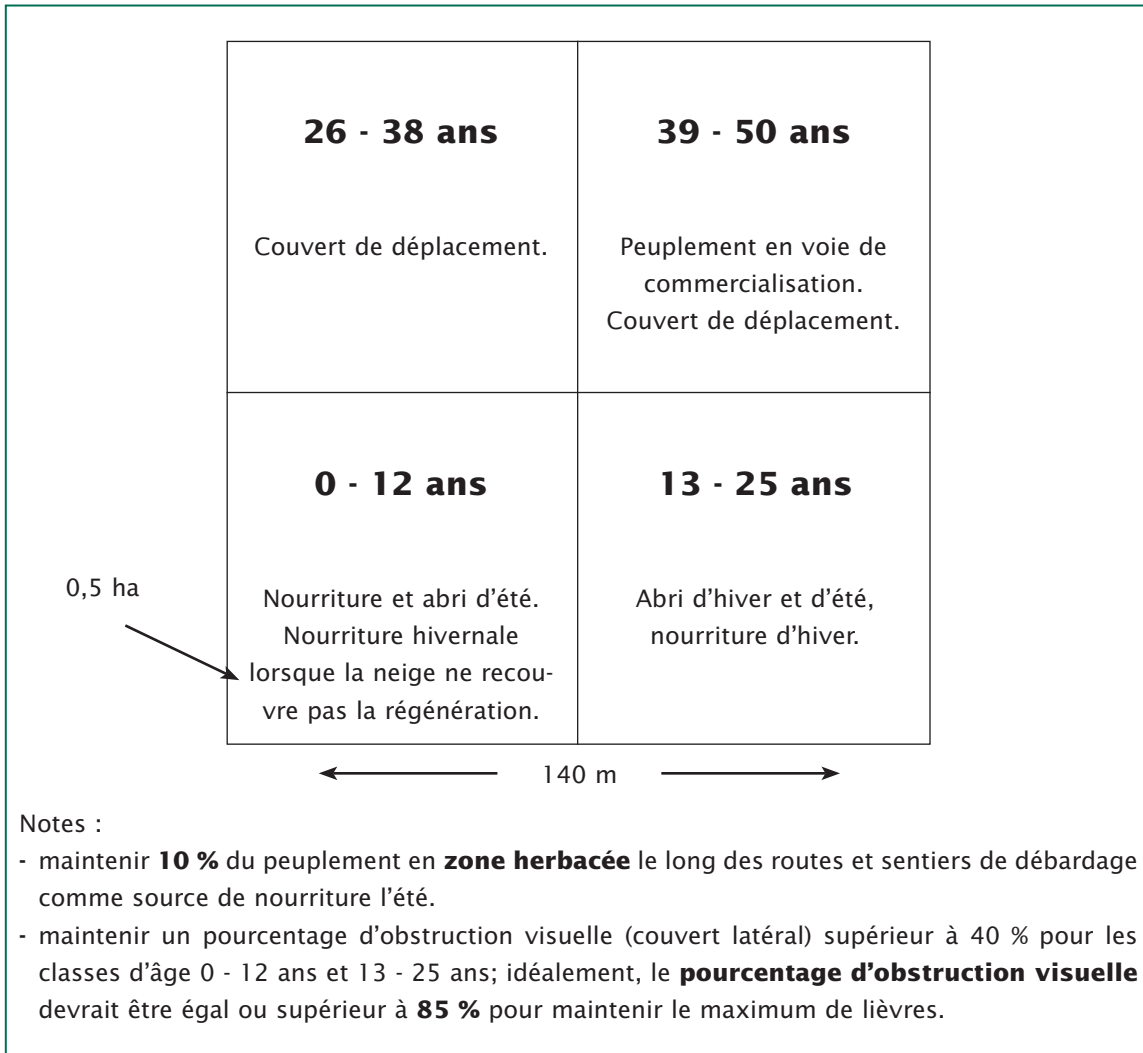 26 - 38 ans
Couvert de déplacement.
39 - 50 ans
Peuplement en voie de
commercialisation.
Couvert de déplacement.
0 - 12 ans
Nourriture et abri d’été.
Nourriture hivernale
lorsque la neige ne recou-
vre pas la régénération.
13 - 25 ans
Abri d’hiver et d’été,
nourriture d’hiver.
0,5 ha
140 m
Notes :
- maintenir 10 % du peuplement en zone herbacée le long des routes et sentiers de débardage
comme source de nourriture l’été.
- maintenir un pourcentage d’obstruction visuelle (couvert latéral) supérieur à 40 % pour les
classes d’âge 0 - 12 ans et 13 - 25 ans; idéalement, le pourcentage d’obstruction visuelle
devrait être égal ou supérieur à 85 % pour maintenir le maximum de lièvres.